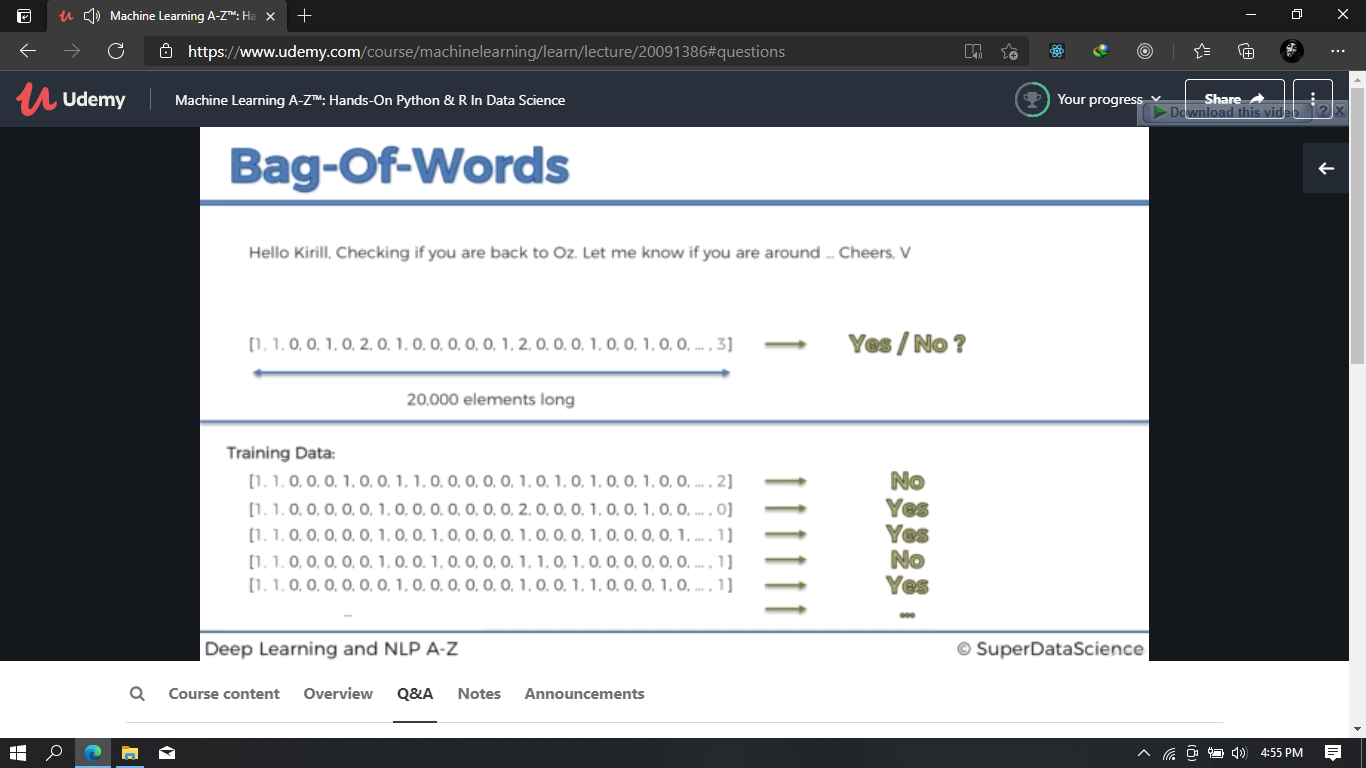 Machine Learning A-Z™: Ha
https://www.udemy.com/course/machinelearning/learn/lecture/20091386#questions
Udemy
Machine Learning A-Z™: Hands-On Python & R In Data Science
Your progress
Share
Download this video ? X
Bag-Of-Words
Hello Kirill, Checking if you are back to Oz. Let me know if you are around ... Cheers, V
[1, 1, 0, 0, 1, 0, 2, 0, 1, 0, 0, 0, 0, 0, 1, 2, 0, 0, 0, 1, 0, 0, 1, 0, 0, ... , 3] Yes / No ?
20,000 elements long
Training Data:
[1, 1, 0, 0, 0, 1, 0, 0, 1, 1, 0, 0, 0, 0, 0, 1, 0, 1, 0, 1, 0, 0, 1, 0, 0, ... , 2] No
[1, 1, 0, 0, 0, 0, 0, 1, 0, 0, 0, 0, 0, 0, 0, 2, 0, 0, 0, 1, 0, 0, 1, 0, 0, ... , 0] Yes
[1, 1, 0, 0, 0, 0, 0, 1, 0, 0, 1, 0, 0, 0, 0, 1, 0, 0, 0, 1, 0, 0, 0, 0, 1, ... , 1] Yes
[1, 1, 0, 0, 0, 0, 0, 1, 0, 0, 1, 0, 0, 0, 0, 1, 1, 0, 1, 0, 0, 0, 0, 0, 0, ... , 1] No
[1, 1, 0, 0, 0, 0, 0, 0, 1, 0, 0, 0, 0, 0, 0, 1, 0, 0, 1, 1, 0, 0, 0, 1, 0, ... , 1] Yes
... ...
Deep Learning and NLP A-Z
© SuperDataScience
Course content Overview Q&A Notes Announcements
4:55 PM